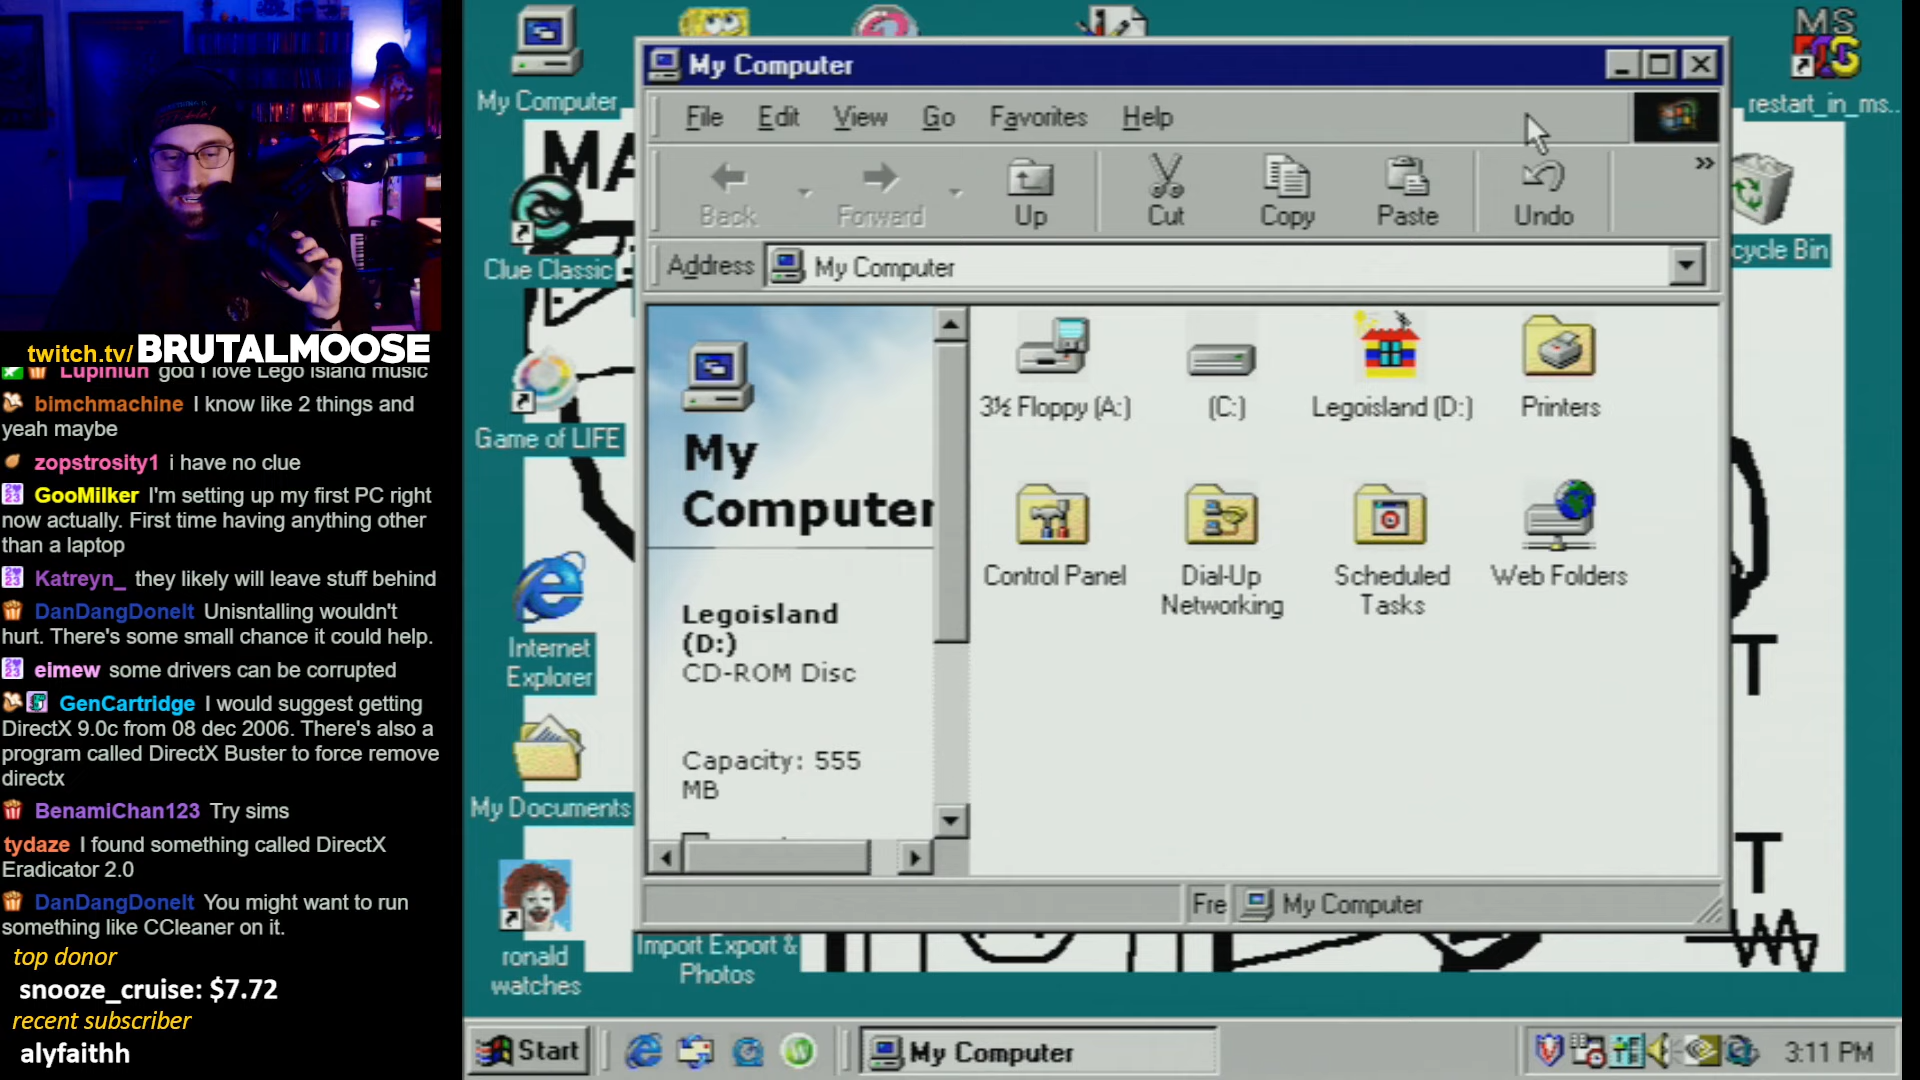 twitch.tv/BRUTALMOOSE
Lupiniun god I love Lego Island music
bimchmachine I know like 2 things and
yeah maybe
zopstrosity1 i have no clue
GooMilker I'm setting up my first PC right
now actually. First time having anything other
than a laptop
Katreyn_ they likely will leave stuff behind
DanDangDoneIt Unisntalling wouldn't
hurt. There's some small chance it could help.
eimew some drivers can be corrupted
GenCartridge I would suggest getting
DirectX 9.0c from 08 dec 2006. There's also a
program called DirectX Buster to force remove
directx
BenamiChan123 Try sims
tydaze I found something called DirectX
Eradicator 2.0
DanDangDoneIt You might want to run
something like CCleaner on it.
top donor
snooze_cruise: $7.72
recent subscriber
alyfaithh
My Computer
Clue Classic
Game of LIFE
Internet
Explorer
My Documents
ronald
watches
Import Export &
Photos
MA
MS
restart_in_ms..
cycle Bin
T
T
My Computer
File Edit View Go Favorites Help
Back Forward Up Cut Copy Paste Undo »
Address My Computer
My
Computer
Legoisland
(D:)
CD-ROM Disc
Capacity: 555
MB
3½ Floppy (A:) (C:) Legoisland (D:) Printers
Control Panel Dial-Up Networking Scheduled Tasks Web Folders
Fre My Computer
Start My Computer 3:11 PM